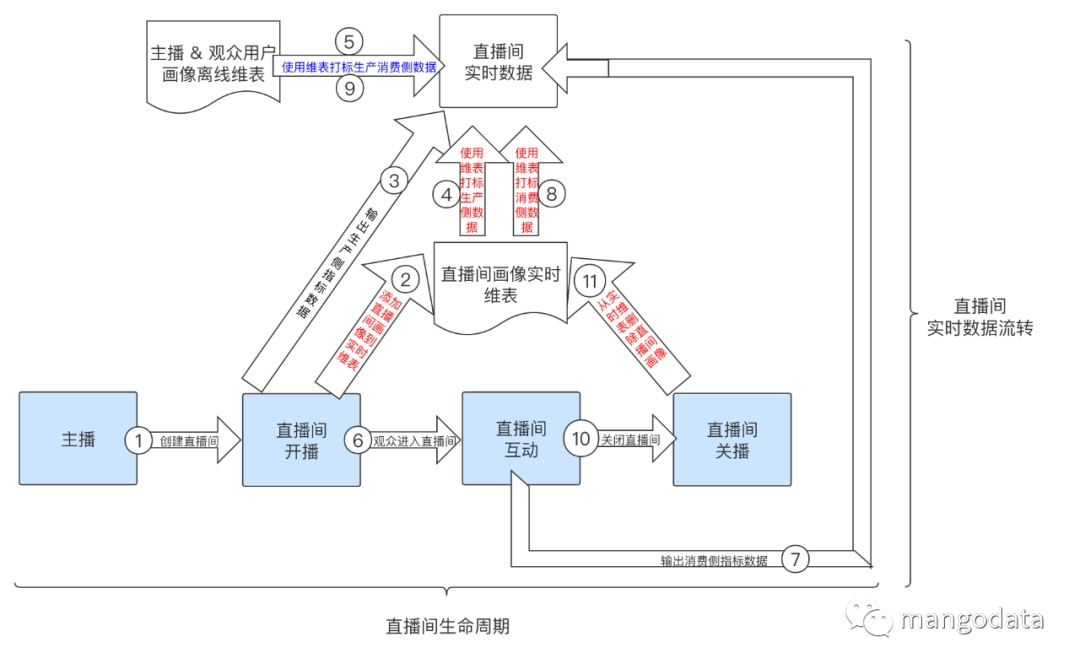 主播 & 观众用户
画像离线维表
⑤
使用维表打标生产消费侧数据
⑨
直播间
实时数据
③
输出生产侧指标数据
④
使用
维表
打标
生产
侧数
据
使用
维表
打标
消费
侧数
据
⑧
②
添加
直播
间画
像到
实时
维表
直播间画像实时
维表
⑪
从实
时维
表删
除直
播间
画像
直播间
实时数据流转
主播
①
创建直播间
直播间
开播
⑥
观众进入直播间
直播间
互动
⑩
关闭直播间
直播间
关播
输出消费侧指标数据
⑦
直播间生命周期
mangodata